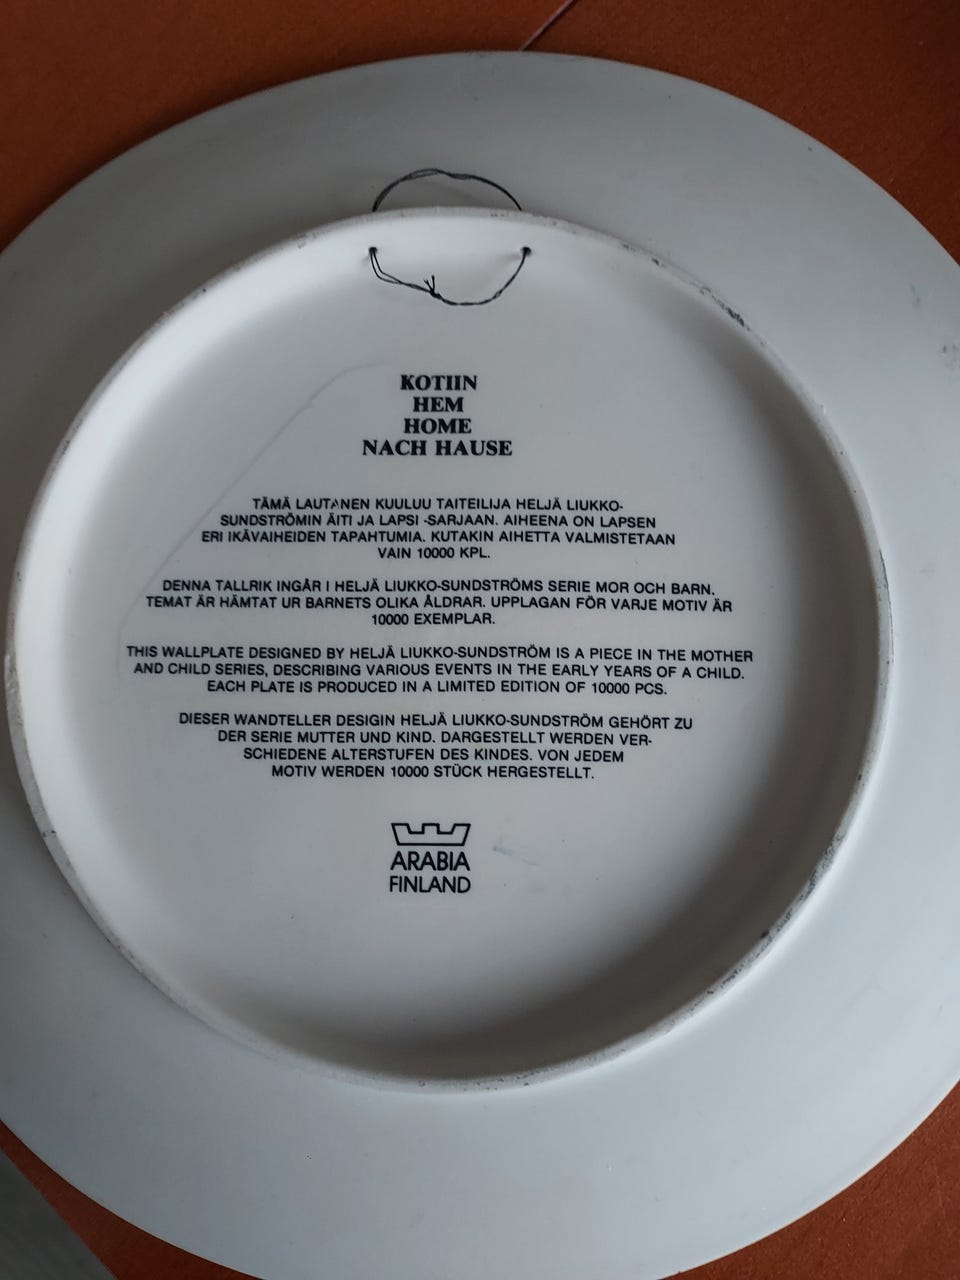 KOTIIN
HEM
HOME
NACH HAUSE
TÄMÄ LAUTANEN KUULUU TAITEILIJA HELJÄ LIUKKO-
SUNDSTRÖMIN ÄITI JA LAPSI -SARJAAN. AIHEENA ON LAPSEN
ERI IKÄVAIHEIDEN TAPAHTUMIA. KUTAKIN AIHETTA VALMISTETAAN
VAIN 10000 KPL.
DENNA TALLRIK INGÅR I HELJÄ LIUKKO-SUNDSTRÖMS SERIE MOR OCH BARN.
TEMAT ÄR HÄMTAT UR BARNETS OLIKA ÅLDRAR. UPPLAGAN FÖR VARJE MOTIV ÄR
10000 EXEMPLAR.
THIS WALLPLATE DESIGNED BY HELJÄ LIUKKO-SUNDSTRÖM IS A PIECE IN THE MOTHER
AND CHILD SERIES, DESCRIBING VARIOUS EVENTS IN THE EARLY YEARS OF A CHILD.
EACH PLATE IS PRODUCED IN A LIMITED EDITION OF 10000 PCS.
DIESER WANDTELLER DESIGIN HELJÄ LIUKKO-SUNDSTRÖM GEHÖRT ZU
DER SERIE MUTTER UND KIND. DARGESTELLT WERDEN VER-
SCHIEDENE ALTERSTUFEN DES KINDES. VON JEDEM
MOTIV WERDEN 10000 STÜCK HERGESTELLT.
ARABIA
FINLAND